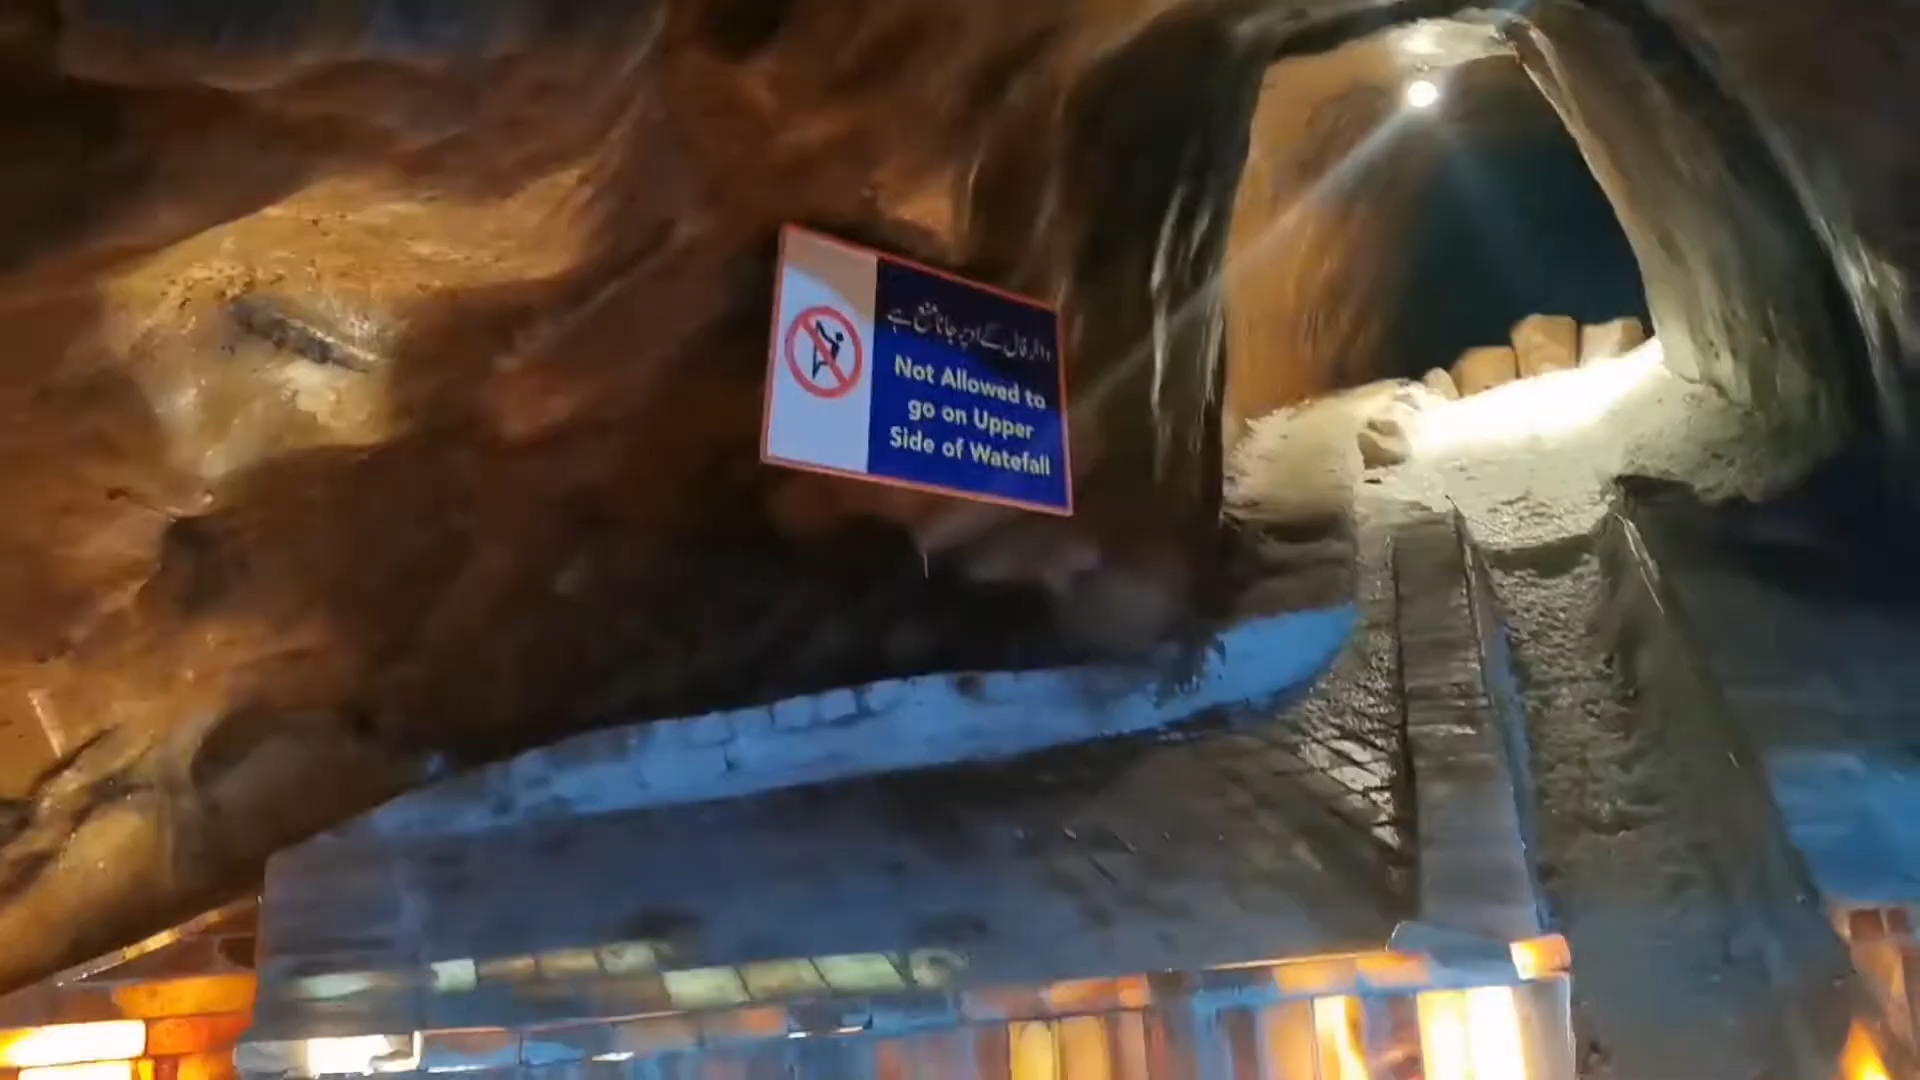 واٹر فال کے اوپر جانا منع ہے
Not Allowed to
go on Upper
Side of Watefall